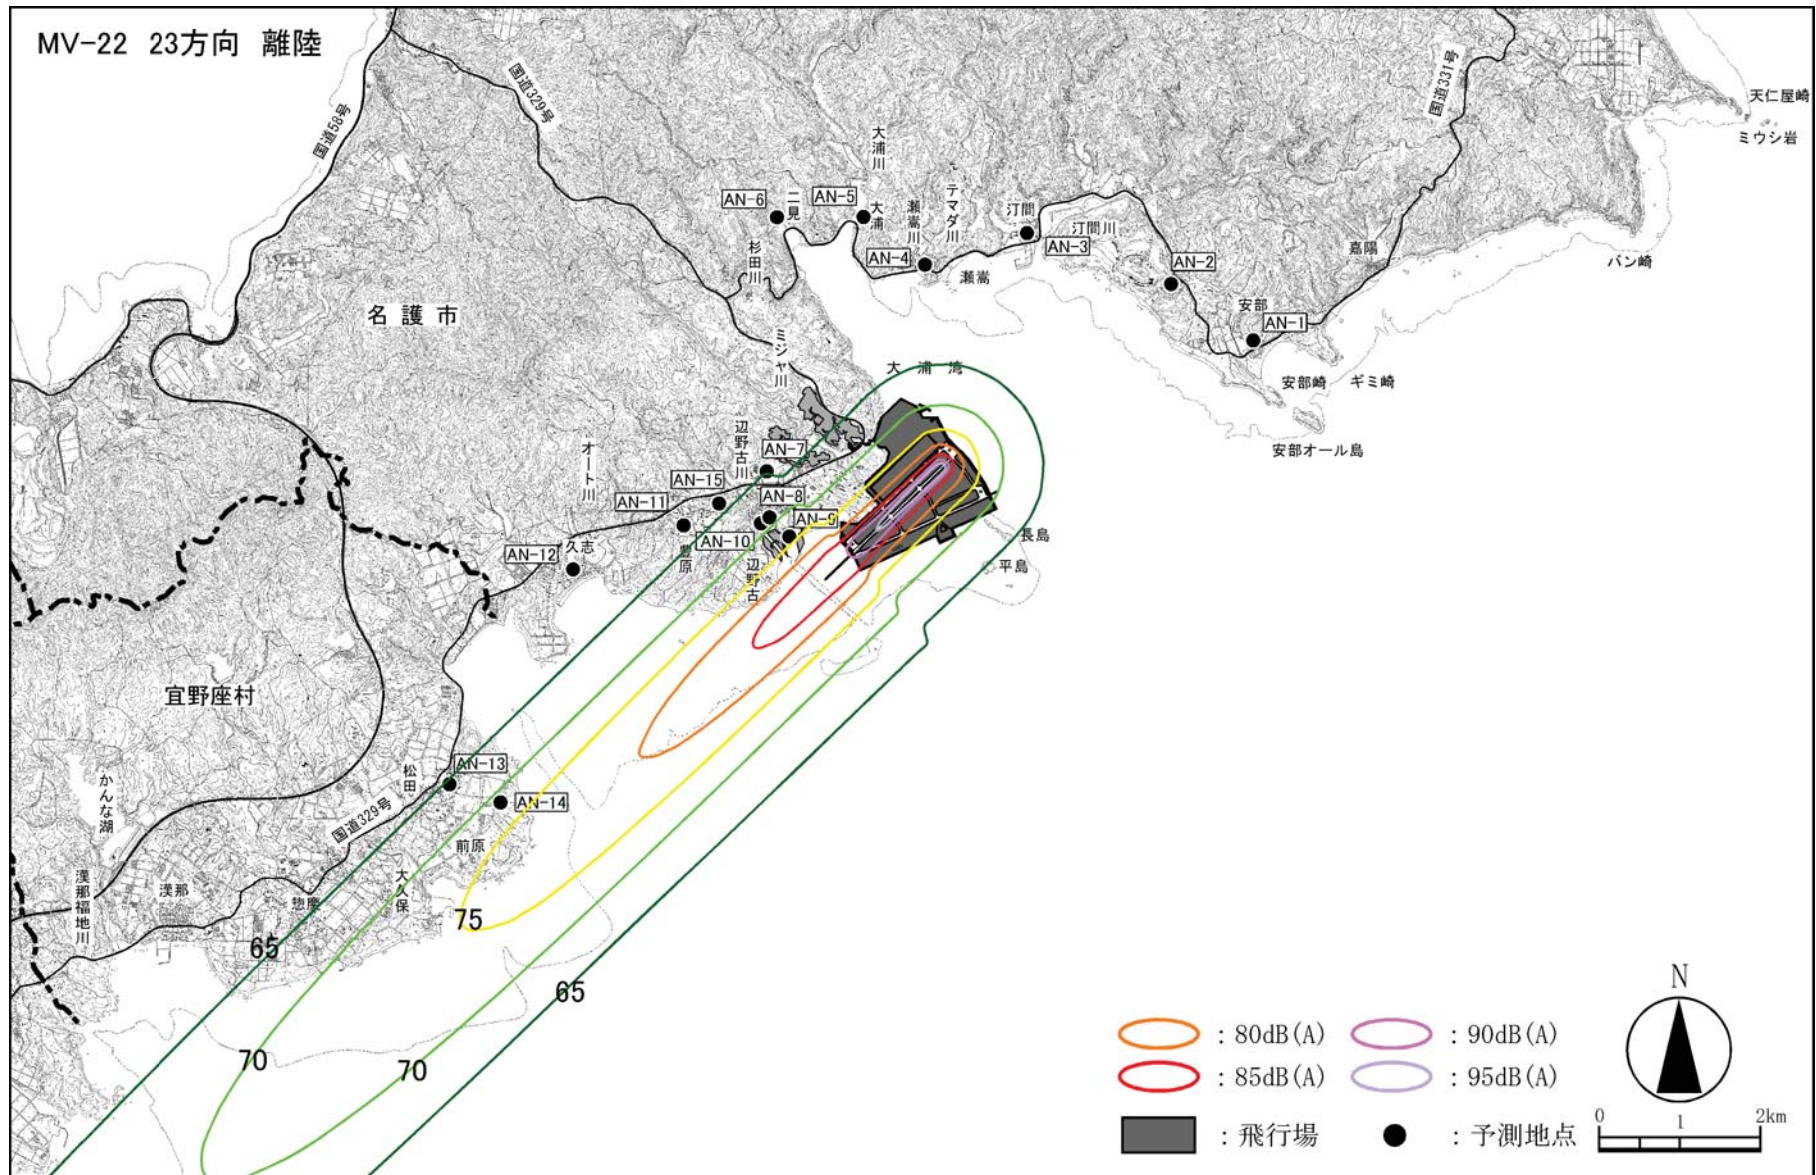 MV-22 23方向 離陸
国道58号
国道329号
国道331号
天仁屋崎
ミウシ岩
バン崎
嘉陽
大浦川
テマダ川
瀬嵩川
汀間
汀間川
AN-6
二見
AN-5
大浦
AN-4
瀬嵩
AN-3
AN-2
安部
AN-1
杉田川
名護市
ミジャ川
大浦湾
安部崎
ギミ崎
安部オール島
辺野古川
AN-7
オート川
AN-15
AN-11
AN-8
AN-9
AN-10
AN-12
久志
豊原
辺野古
長島
平島
宜野座村
かんな湖
松田
AN-13
AN-14
国道329号
前原
大久保
漢那福地川
漢那
惣慶
75
65
65
70
70
N
:80dB(A)
:90dB(A)
:85dB(A)
:95dB(A)
:飛行場
:予測地点
0 1 2km